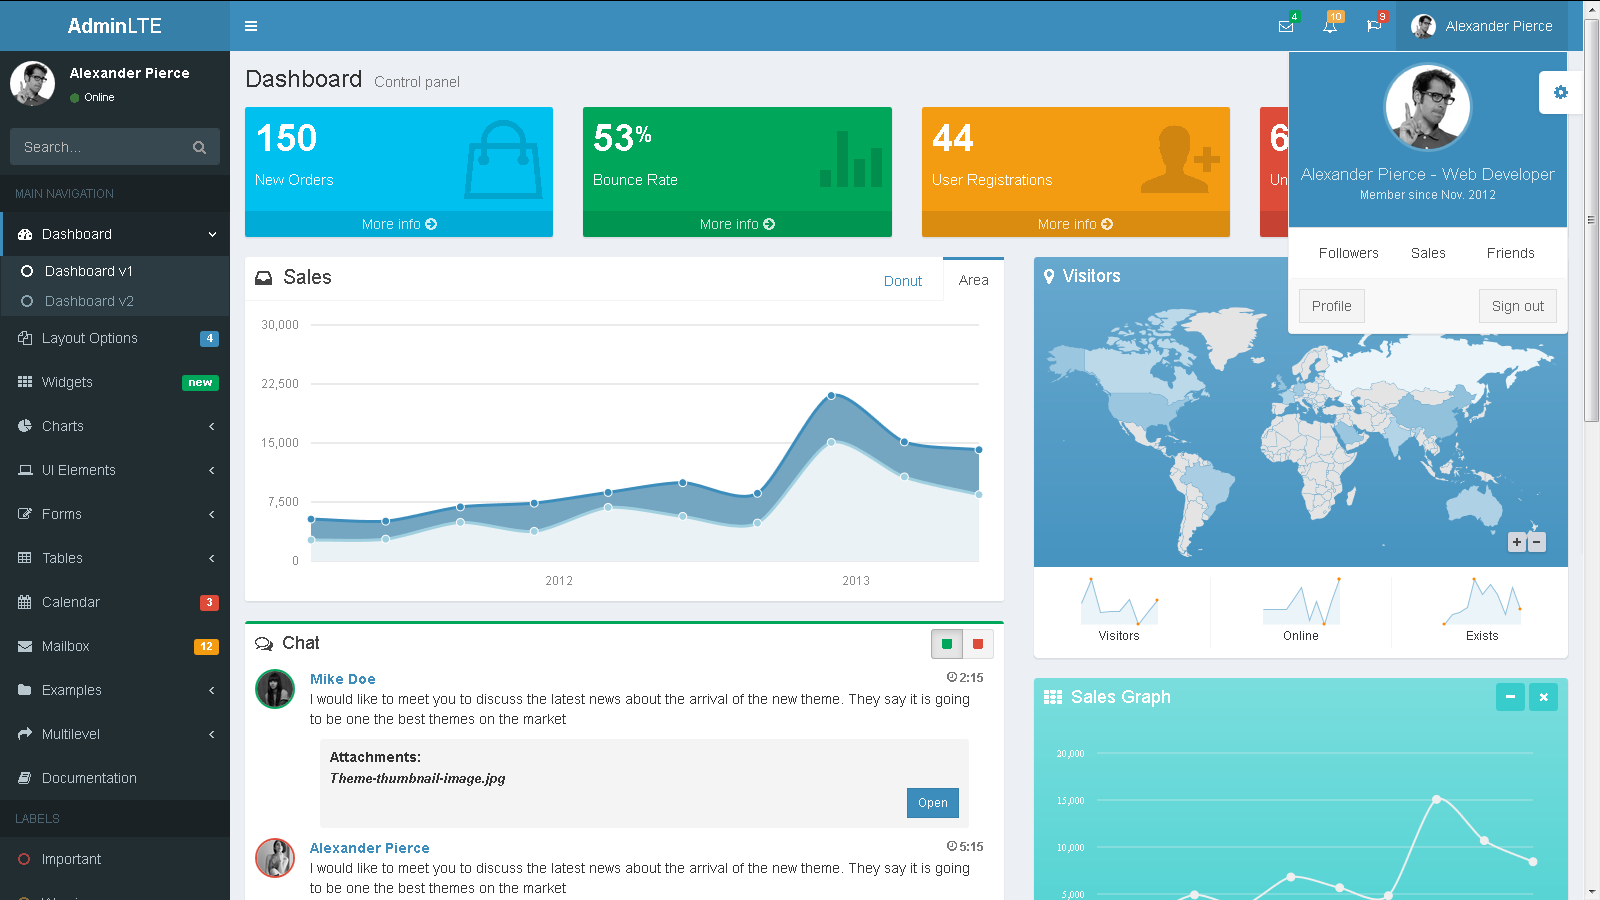 AdminLTE
4
10
9
Alexander Pierce
Alexander Pierce
Online
Search...
MAIN NAVIGATION
Dashboard
Dashboard v1
Dashboard v2
Layout Options 4
Widgets new
Charts
UI Elements
Forms
Tables
Calendar 3
Mailbox 12
Examples
Multilevel
Documentation
LABELS
Important
Dashboard Control panel
150
New Orders
More info
53%
Bounce Rate
More info
44
User Registrations
More info
6
Un
Alexander Pierce - Web Developer
Member since Nov. 2012
Followers Sales Friends
Profile Sign out
Sales
Donut Area
30,000
22,500
15,000
7,500
0
2012 2013
Visitors
+ −
Visitors Online Exists
Chat
Mike Doe 2:15
I would like to meet you to discuss the latest news about the arrival of the new theme. They say it is going
to be one the best themes on the market
Attachments:
Theme-thumbnail-image.jpg
Open
Alexander Pierce 5:15
I would like to meet you to discuss the latest news about the arrival of the new theme. They say it is going
to be one the best themes on the market
Sales Graph
20,000
15,000
10,000
5,000